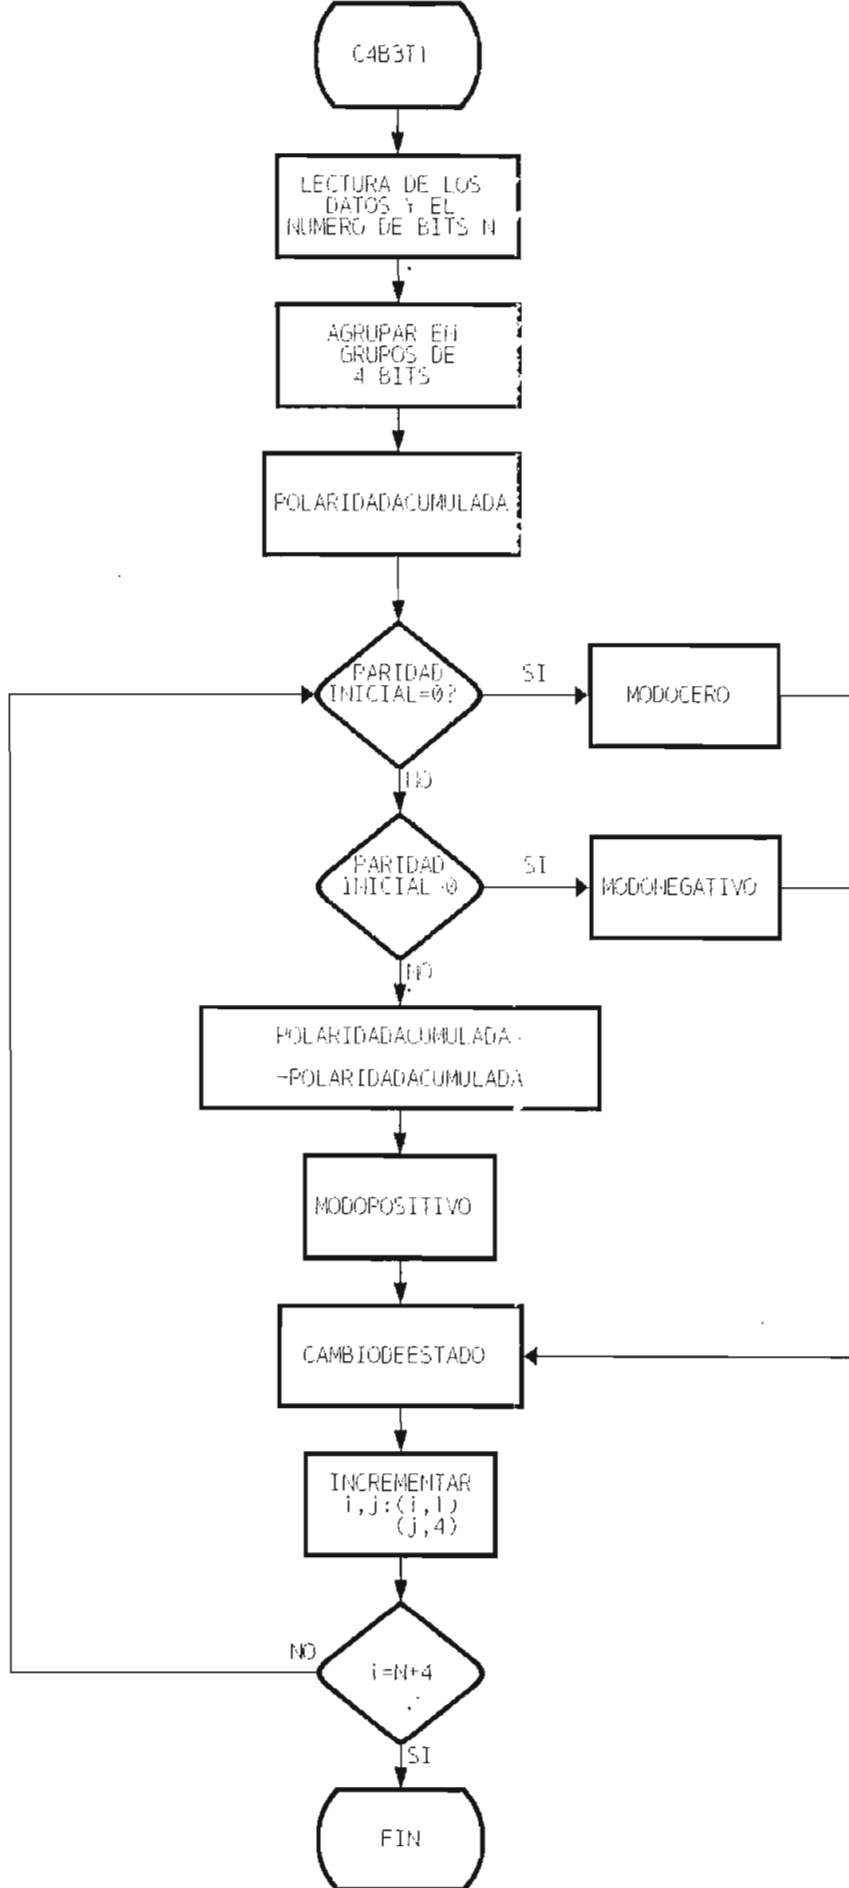 C4B3T1
LECTURA DE LOS
DATOS Y EL
NUMERO DE BITS N
AGRUPAR EN
GRUPOS DE
4 BITS
POLARIDADACUMULADA
PARIDAD
INICIAL=0?
SI
MODOCERO
NO
PARIDAD
INICIAL 0
SI
MODONEGATIVO
NO
POLARIDADACUMULADA
-POLARIDADACUMULADA
MODOPOSITIVO
CAMBIODEESTADO
INCREMENTAR
i,j:(i,1)
(j,4)
NO
i=N+4
SI
FIN